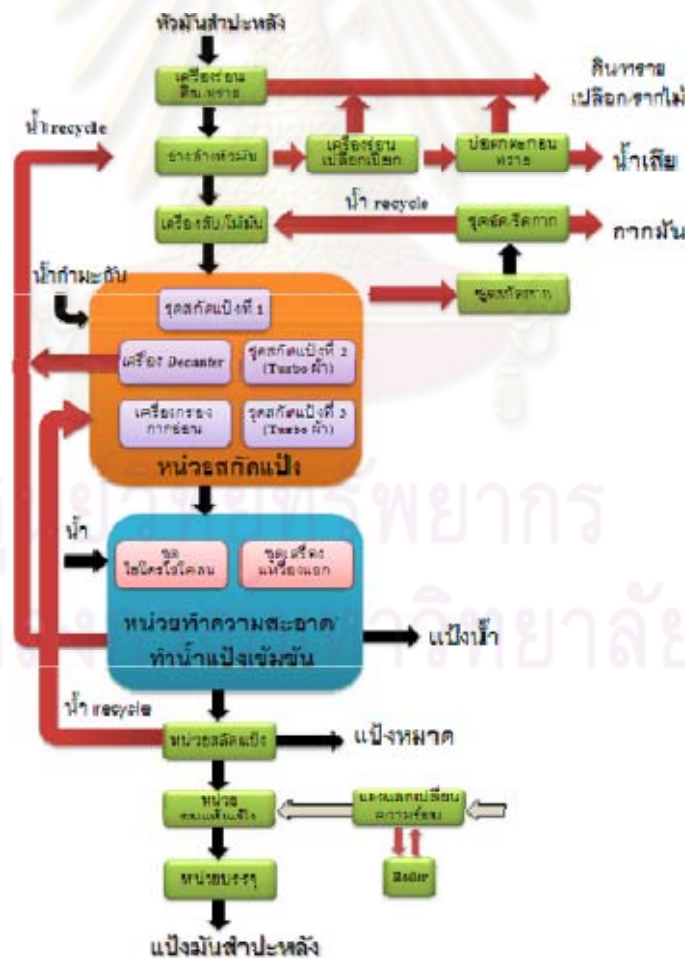 หัวมันสำปะหลัง
เครื่องร่อน
ดิน/ทราย
ดิน/ทราย
เปลือก/รากไม้
น้ำ recycle
รางล้างหัวมัน
เครื่องร่อน
เปลือกเปียก
บ่อตกตะกอน
ทราย
น้ำเสีย
เครื่องสับ/โม่มัน
น้ำ recycle
ชุดอัด/รีดกาก
กากมัน
น้ำกำมะถัน
ชุดสกัดแป้งที่ 1
ชุดสกัดกาก
เครื่อง Decanter
ชุดสกัดแป้งที่ 2
(Turbo ผ้า)
เครื่องกรอง
กากอ่อน
ชุดสกัดแป้งที่ 3
(Turbo ผ้า)
หน่วยสกัดแป้ง
น้ำ
ชุด
ไฮโดรไซโคลน
ชุดเครื่อง
แหวี่ยงแยก
หน่วยทำความสะอาด/
ทำน้ำแป้งเข้มข้น
แป้งน้ำ
น้ำ recycle
หน่วยสลัดแป้ง
แป้งหมาด
หน่วย
อบแห้งแป้ง
แผงแลกเปลี่ยน
ความร้อน
Boiler
หน่วยบรรจุ
แป้งมันสำปะหลัง